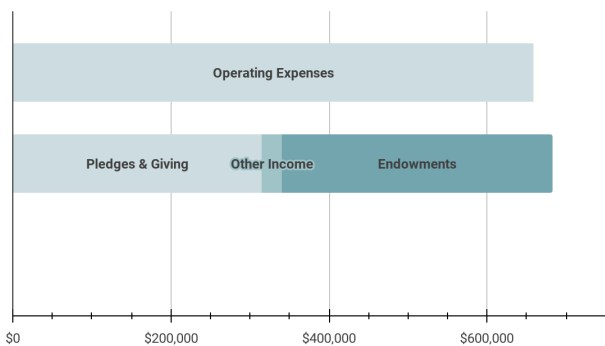 Operating Expenses
Pledges & Giving Other Income Endowments
$0 $200,000 $400,000 $600,000